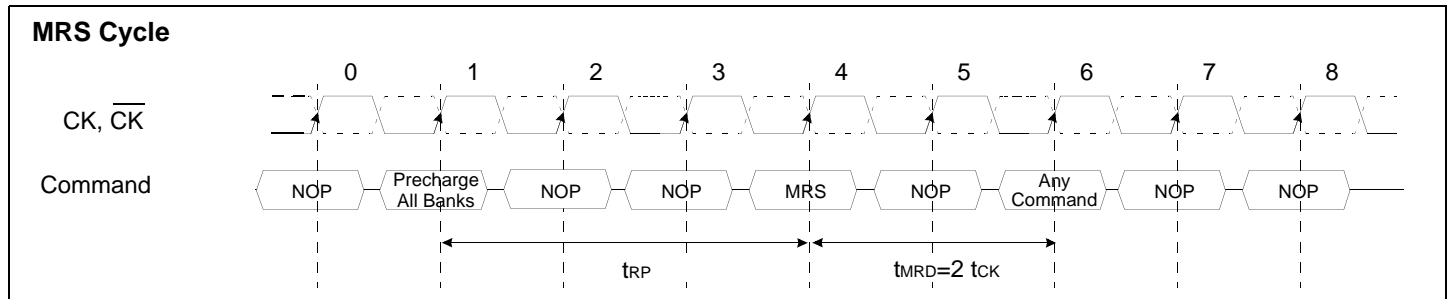 MRS Cycle
0 1 2 3 4 5 6 7 8
CK, C̅K̅
Command
NOP Precharge All Banks NOP NOP MRS NOP Any Command NOP NOP
tRP tMRD=2 tCK